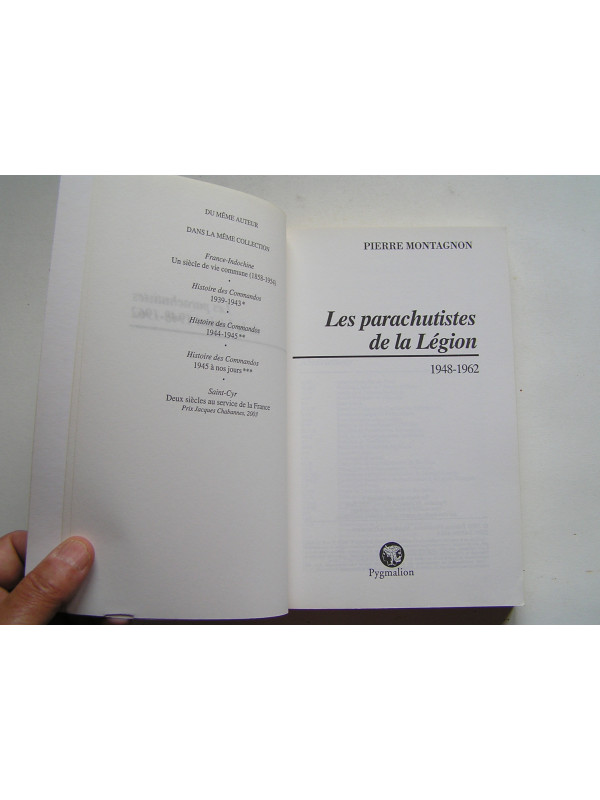 DU MÊME AUTEUR
DANS LA MÊME COLLECTION
France-Indochine
Un siècle de vie commune (1858-1954)
•
Histoire des Commandos
1939-1943*
•
Histoire des Commandos
1944-1945**
•
Histoire des Commandos
1945 à nos jours***
•
Saint-Cyr
Deux siècles au service de la France
Prix Jacques Chabannes, 2003
PIERRE MONTAGNON
Les parachutistes
de la Légion
1948-1962
Pygmalion